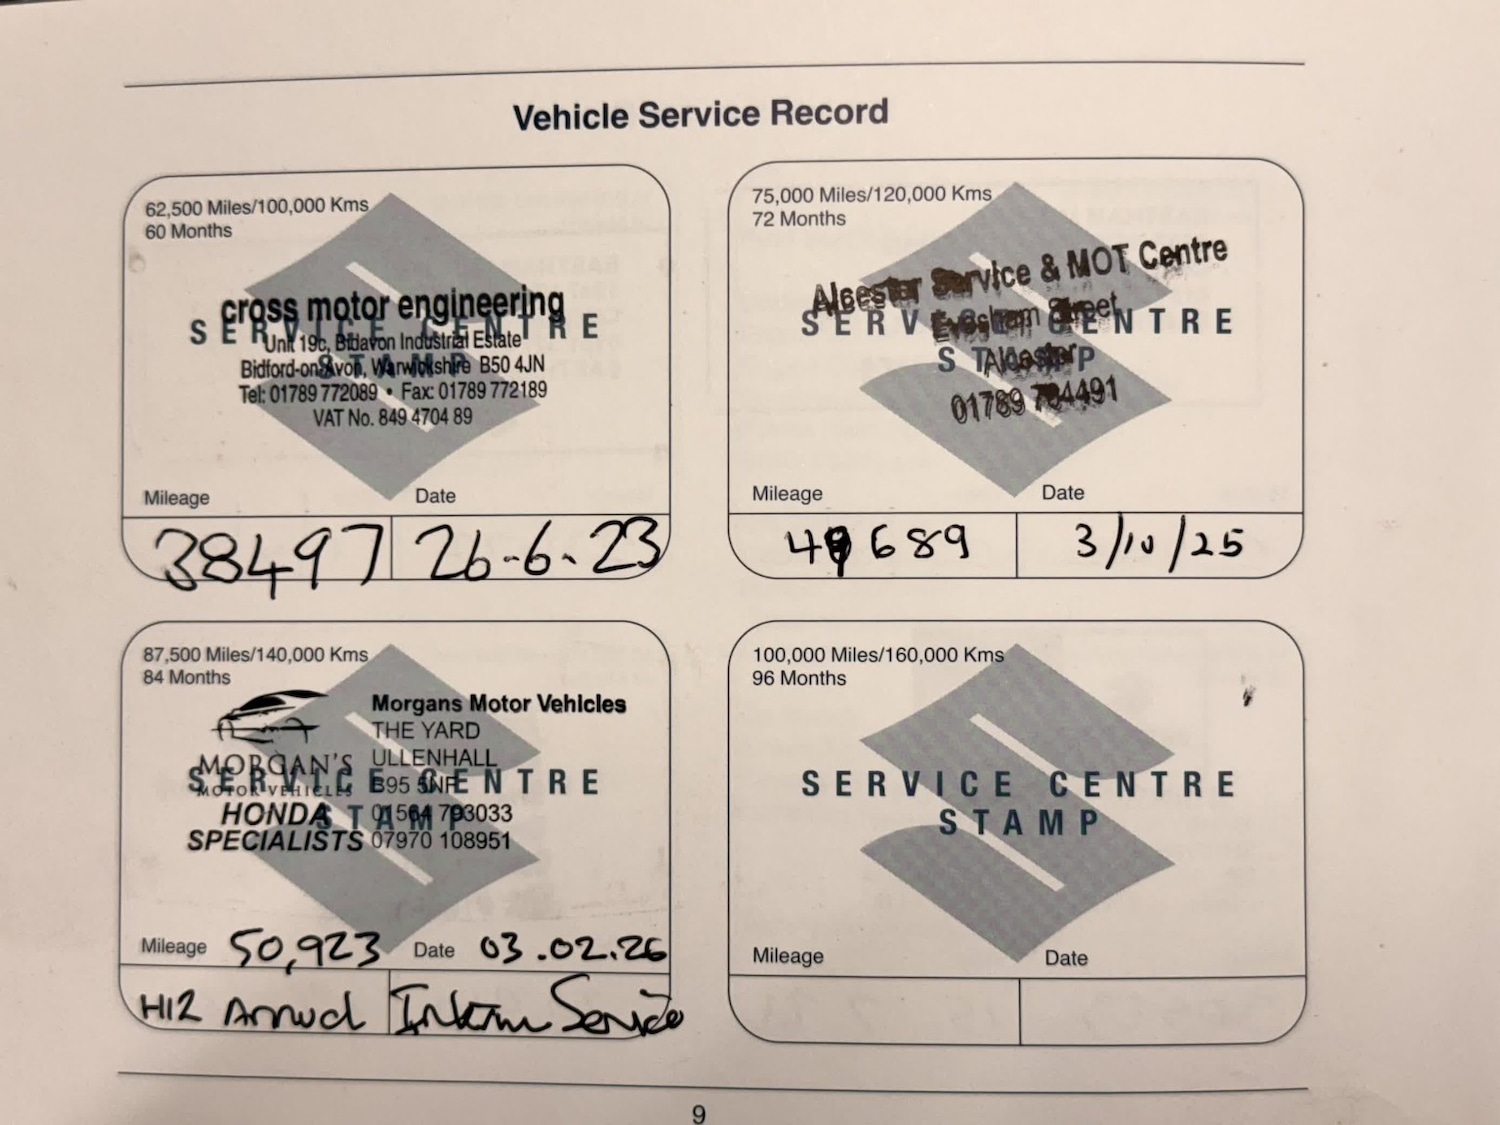 Vehicle Service Record
62,500 Miles/100,000 Kms
60 Months
cross motor engineering
SERVICE CENTRE
STAMP
Unit 19c, Bidavon Industrial Estate
Bidford-on-Avon, Warwickshire B50 4JN
Tel: 01789 772089 • Fax: 01789 772189
VAT No. 849 4704 89
Mileage Date
38497 26-6-23
75,000 Miles/120,000 Kms
72 Months
Alcester Service & MOT Centre
SERVICE CENTRE
STAMP
Evesham Street
Alcester
01789 764491
Mileage Date
49689 3/10/25
87,500 Miles/140,000 Kms
84 Months
MORGAN'S
MOTOR VEHICLES
HONDA
SPECIALISTS
Morgans Motor Vehicles
THE YARD
ULLENHALL
B95 5NF
01564 793033
07970 108951
SERVICE CENTRE
STAMP
Mileage 50,923 Date 03.02.26
H12 Annual Interim Service
100,000 Miles/160,000 Kms
96 Months
SERVICE CENTRE
STAMP
Mileage Date
9